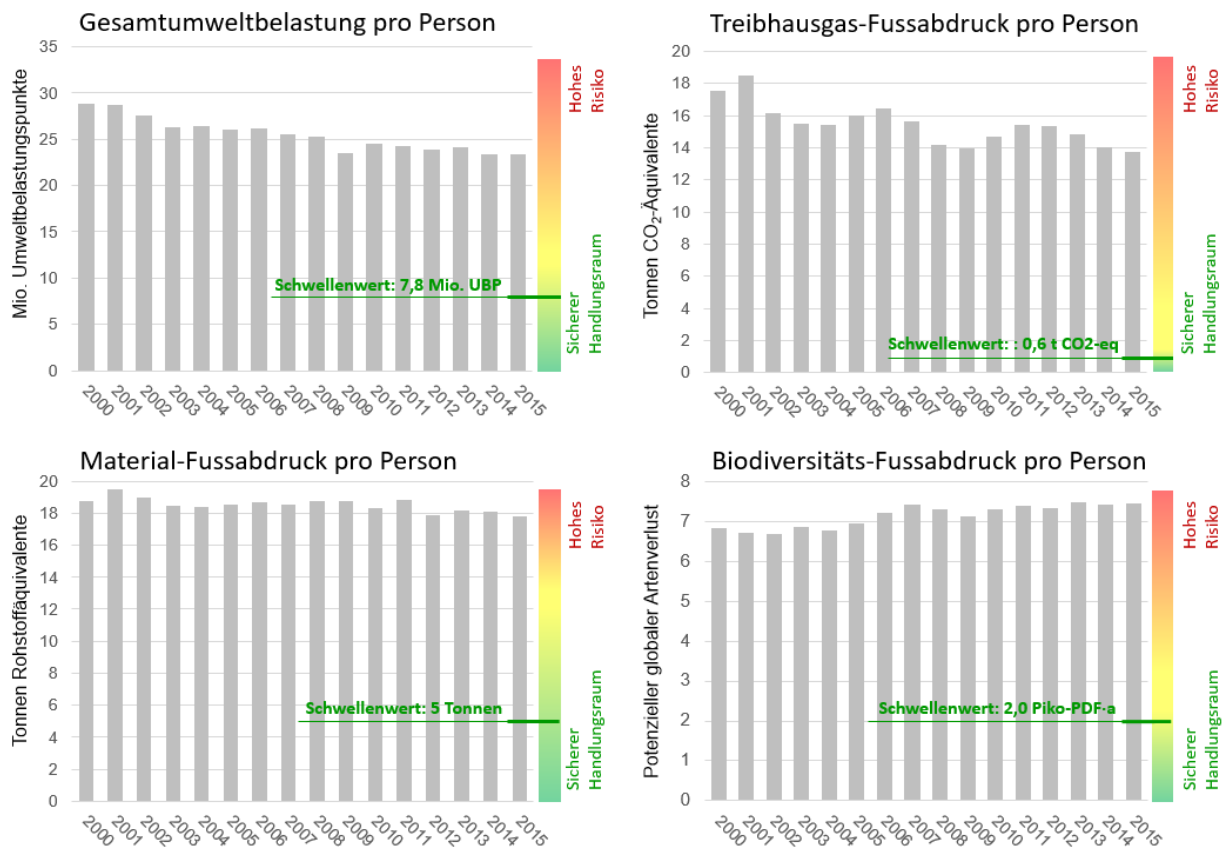 Gesamtumweltbelastung pro Person
Mio. Umweltbelastungspunkte
35
30
25
20
15
10
5
0
Schwellenwert: 7,8 Mio. UBP
Hohes
Risiko
Sicherer
Handlungsraum
2000 2001 2002 2003 2004 2005 2006 2007 2008 2009 2010 2011 2012 2013 2014 2015
Treibhausgas-Fussabdruck pro Person
Tonnen CO₂-Äquivalente
20
18
16
14
12
10
8
6
4
2
0
Schwellenwert: : 0,6 t CO2-eq
Hohes
Risiko
Sicherer
Handlungsraum
2000 2001 2002 2003 2004 2005 2006 2007 2008 2009 2010 2011 2012 2013 2014 2015
Material-Fussabdruck pro Person
Tonnen Rohstoffäquivalente
20
18
16
14
12
10
8
6
4
2
0
Schwellenwert: 5 Tonnen
Hohes
Risiko
Sicherer
Handlungsraum
2000 2001 2002 2003 2004 2005 2006 2007 2008 2009 2010 2011 2012 2013 2014 2015
Biodiversitäts-Fussabdruck pro Person
Potenzieller globaler Artenverlust
8
7
6
5
4
3
2
1
0
Schwellenwert: 2,0 Piko-PDF·a
Hohes
Risiko
Sicherer
Handlungsraum
2000 2001 2002 2003 2004 2005 2006 2007 2008 2009 2010 2011 2012 2013 2014 2015